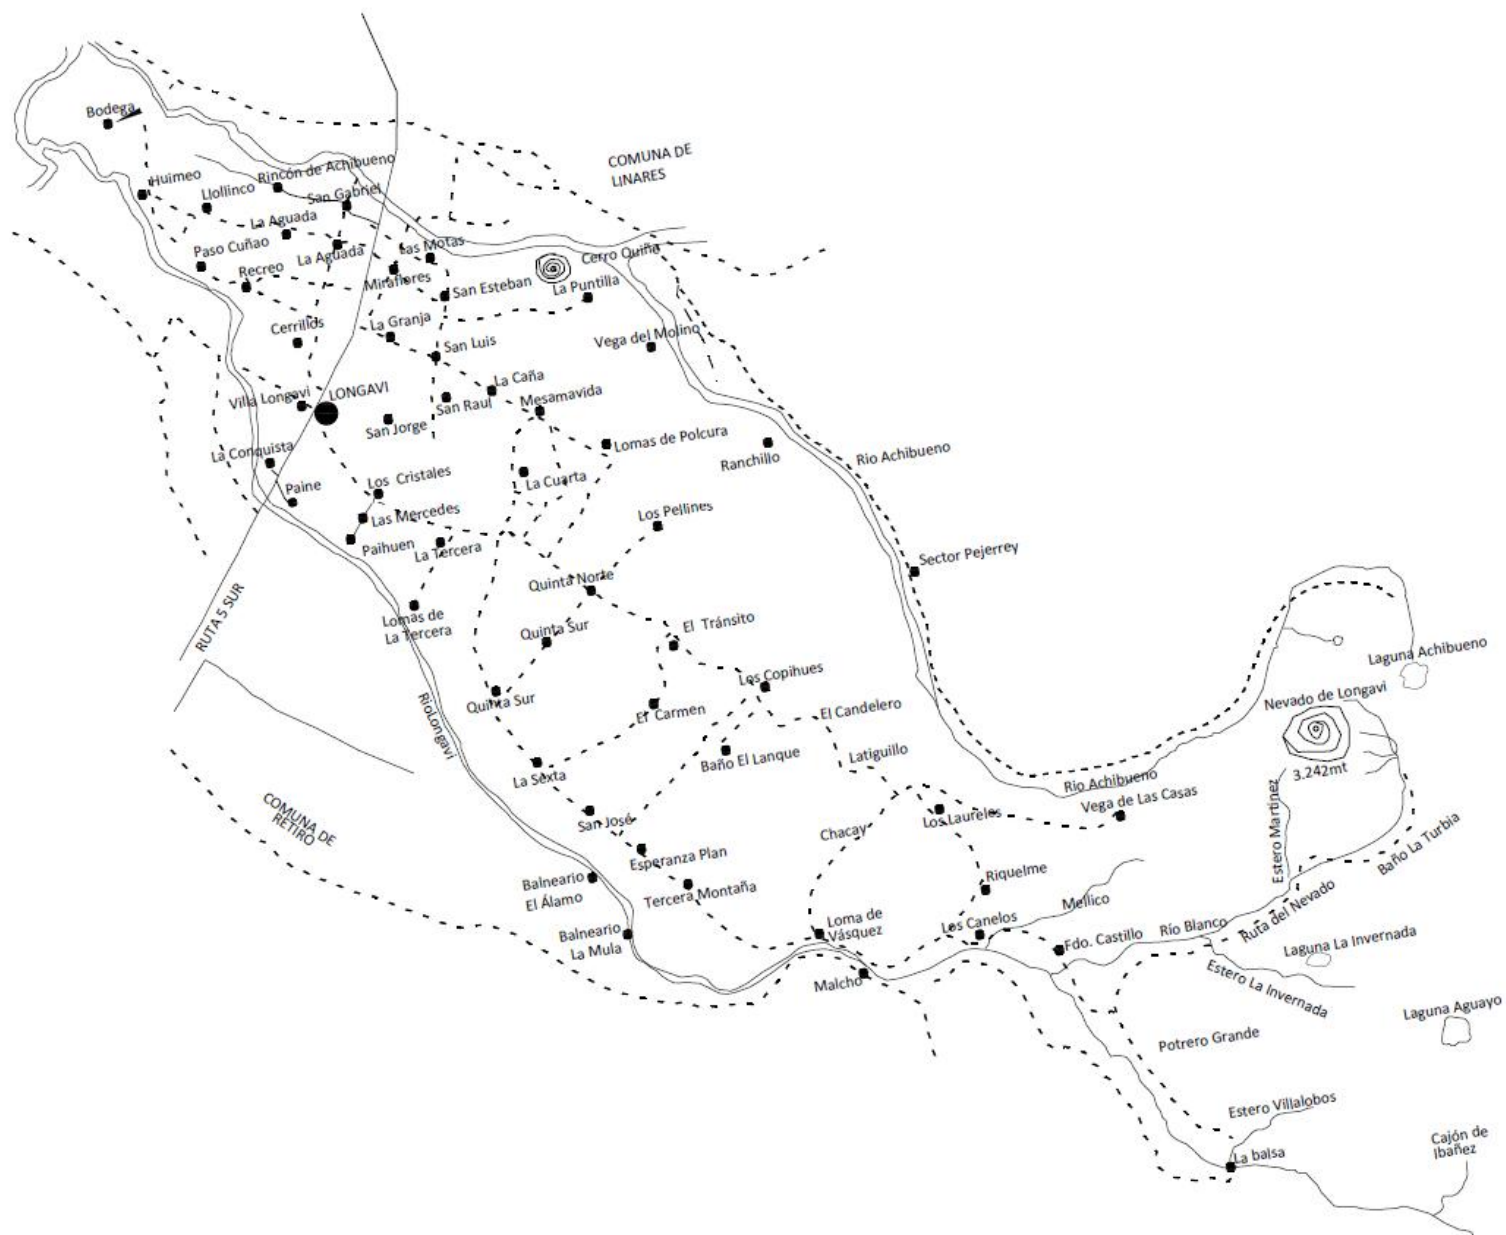 Bodega
COMUNA DE
LINARES
Huimeo
Llollinco
Rincón de Achibueno
San Gabriel
La Aguada
Paso Cuñao
La Aguada
Las Motas
Recreo
Miraflores
Cerro Quiñe
San Esteban
La Puntilla
Cerrillos
La Granja
San Luis
Vega del Molino
Villa Longavi
LONGAVI
La Caña
San Raul
Mesamavida
San Jorge
Lomas de Polcura
La Conquista
Ranchillo
Rio Achibueno
Paine
Los Cristales
La Cuarta
Las Mercedes
Los Pellines
Paihuen
La Tercera
Sector Pejerrey
Quinta Norte
RUTA 5 SUR
Lomas de
La Tercera
Quinta Sur
El Tránsito
Laguna Achibueno
Los Copihues
Nevado de Longavi
Quinta Sur
El Carmen
El Candelero
RioLongavi
Baño El Lanque
Latiguillo
La Sexta
3.242mt
Rio Achibueno
Vega de Las Casas
COMUNA DE
RETIRO
San José
Chacay
Los Laureles
Estero Martinez
Baño La Turbia
Esperanza Plan
Balneario
El Álamo
Tercera Montaña
Riquelme
Mellico
Balneario
La Mula
Loma de
Vásquez
Los Canelos
Fdo. Castillo
Río Blanco
Ruta del Nevado
Laguna La Invernada
Malcho
Estero La Invernada
Laguna Aguayo
Potrero Grande
Estero Villalobos
Cajón de
Ibañez
La balsa